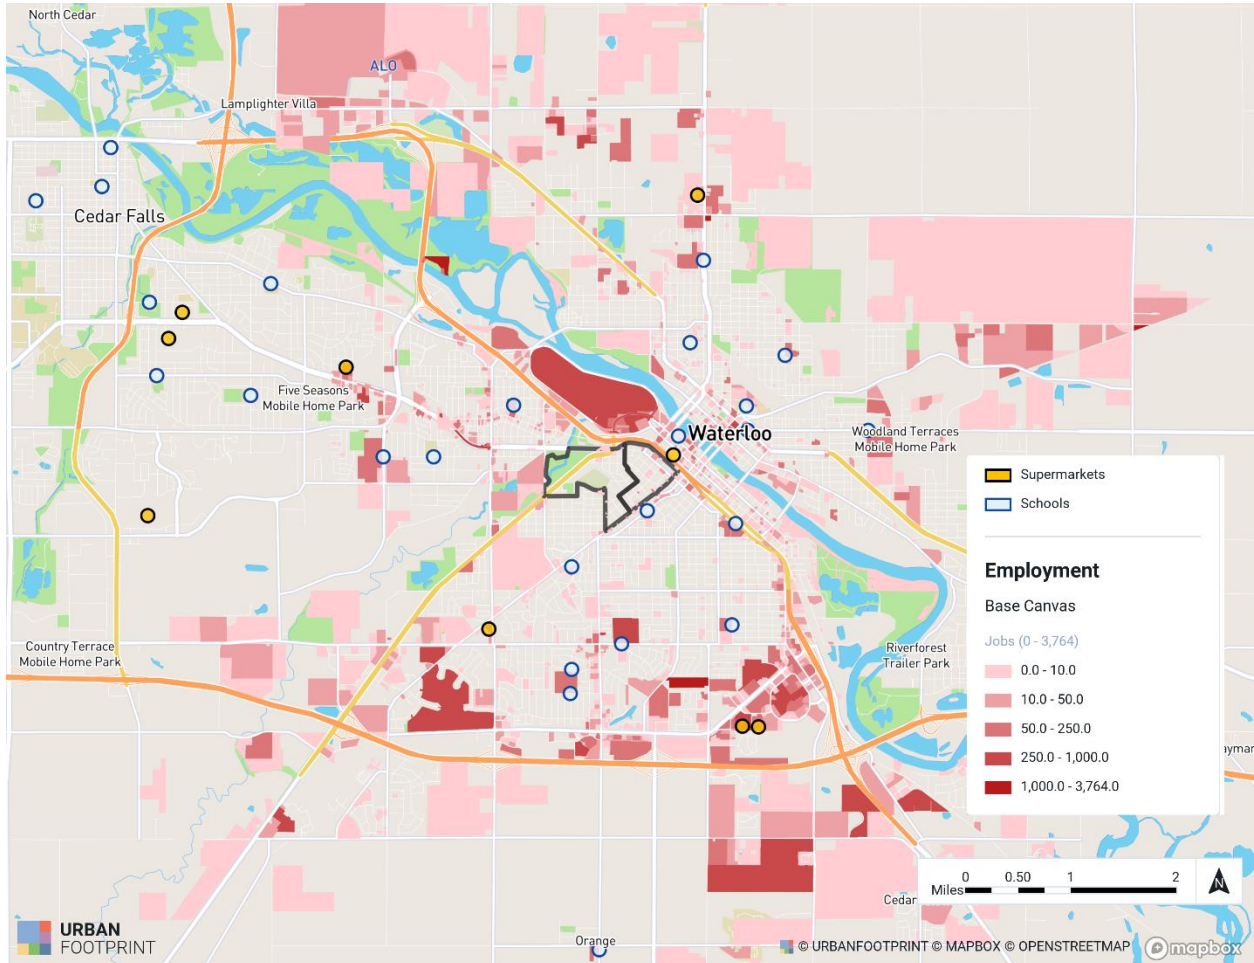 North Cedar
ALO
Lamplighter Villa
Cedar Falls
Five Seasons
Mobile Home Park
Waterloo
Woodland Terraces
Mobile Home Park
Supermarkets
Schools
Employment
Base Canvas
Jobs (0 - 3,764)
0.0 - 10.0
10.0 - 50.0
50.0 - 250.0
250.0 - 1,000.0
1,000.0 - 3,764.0
Country Terrace
Mobile Home Park
Riverforest
Trailer Park
ayman
0 0.50 1 2
Miles
N
Cedar
Orange
URBAN
FOOTPRINT
© URBANFOOTPRINT © MAPBOX © OPENSTREETMAP
mapbox